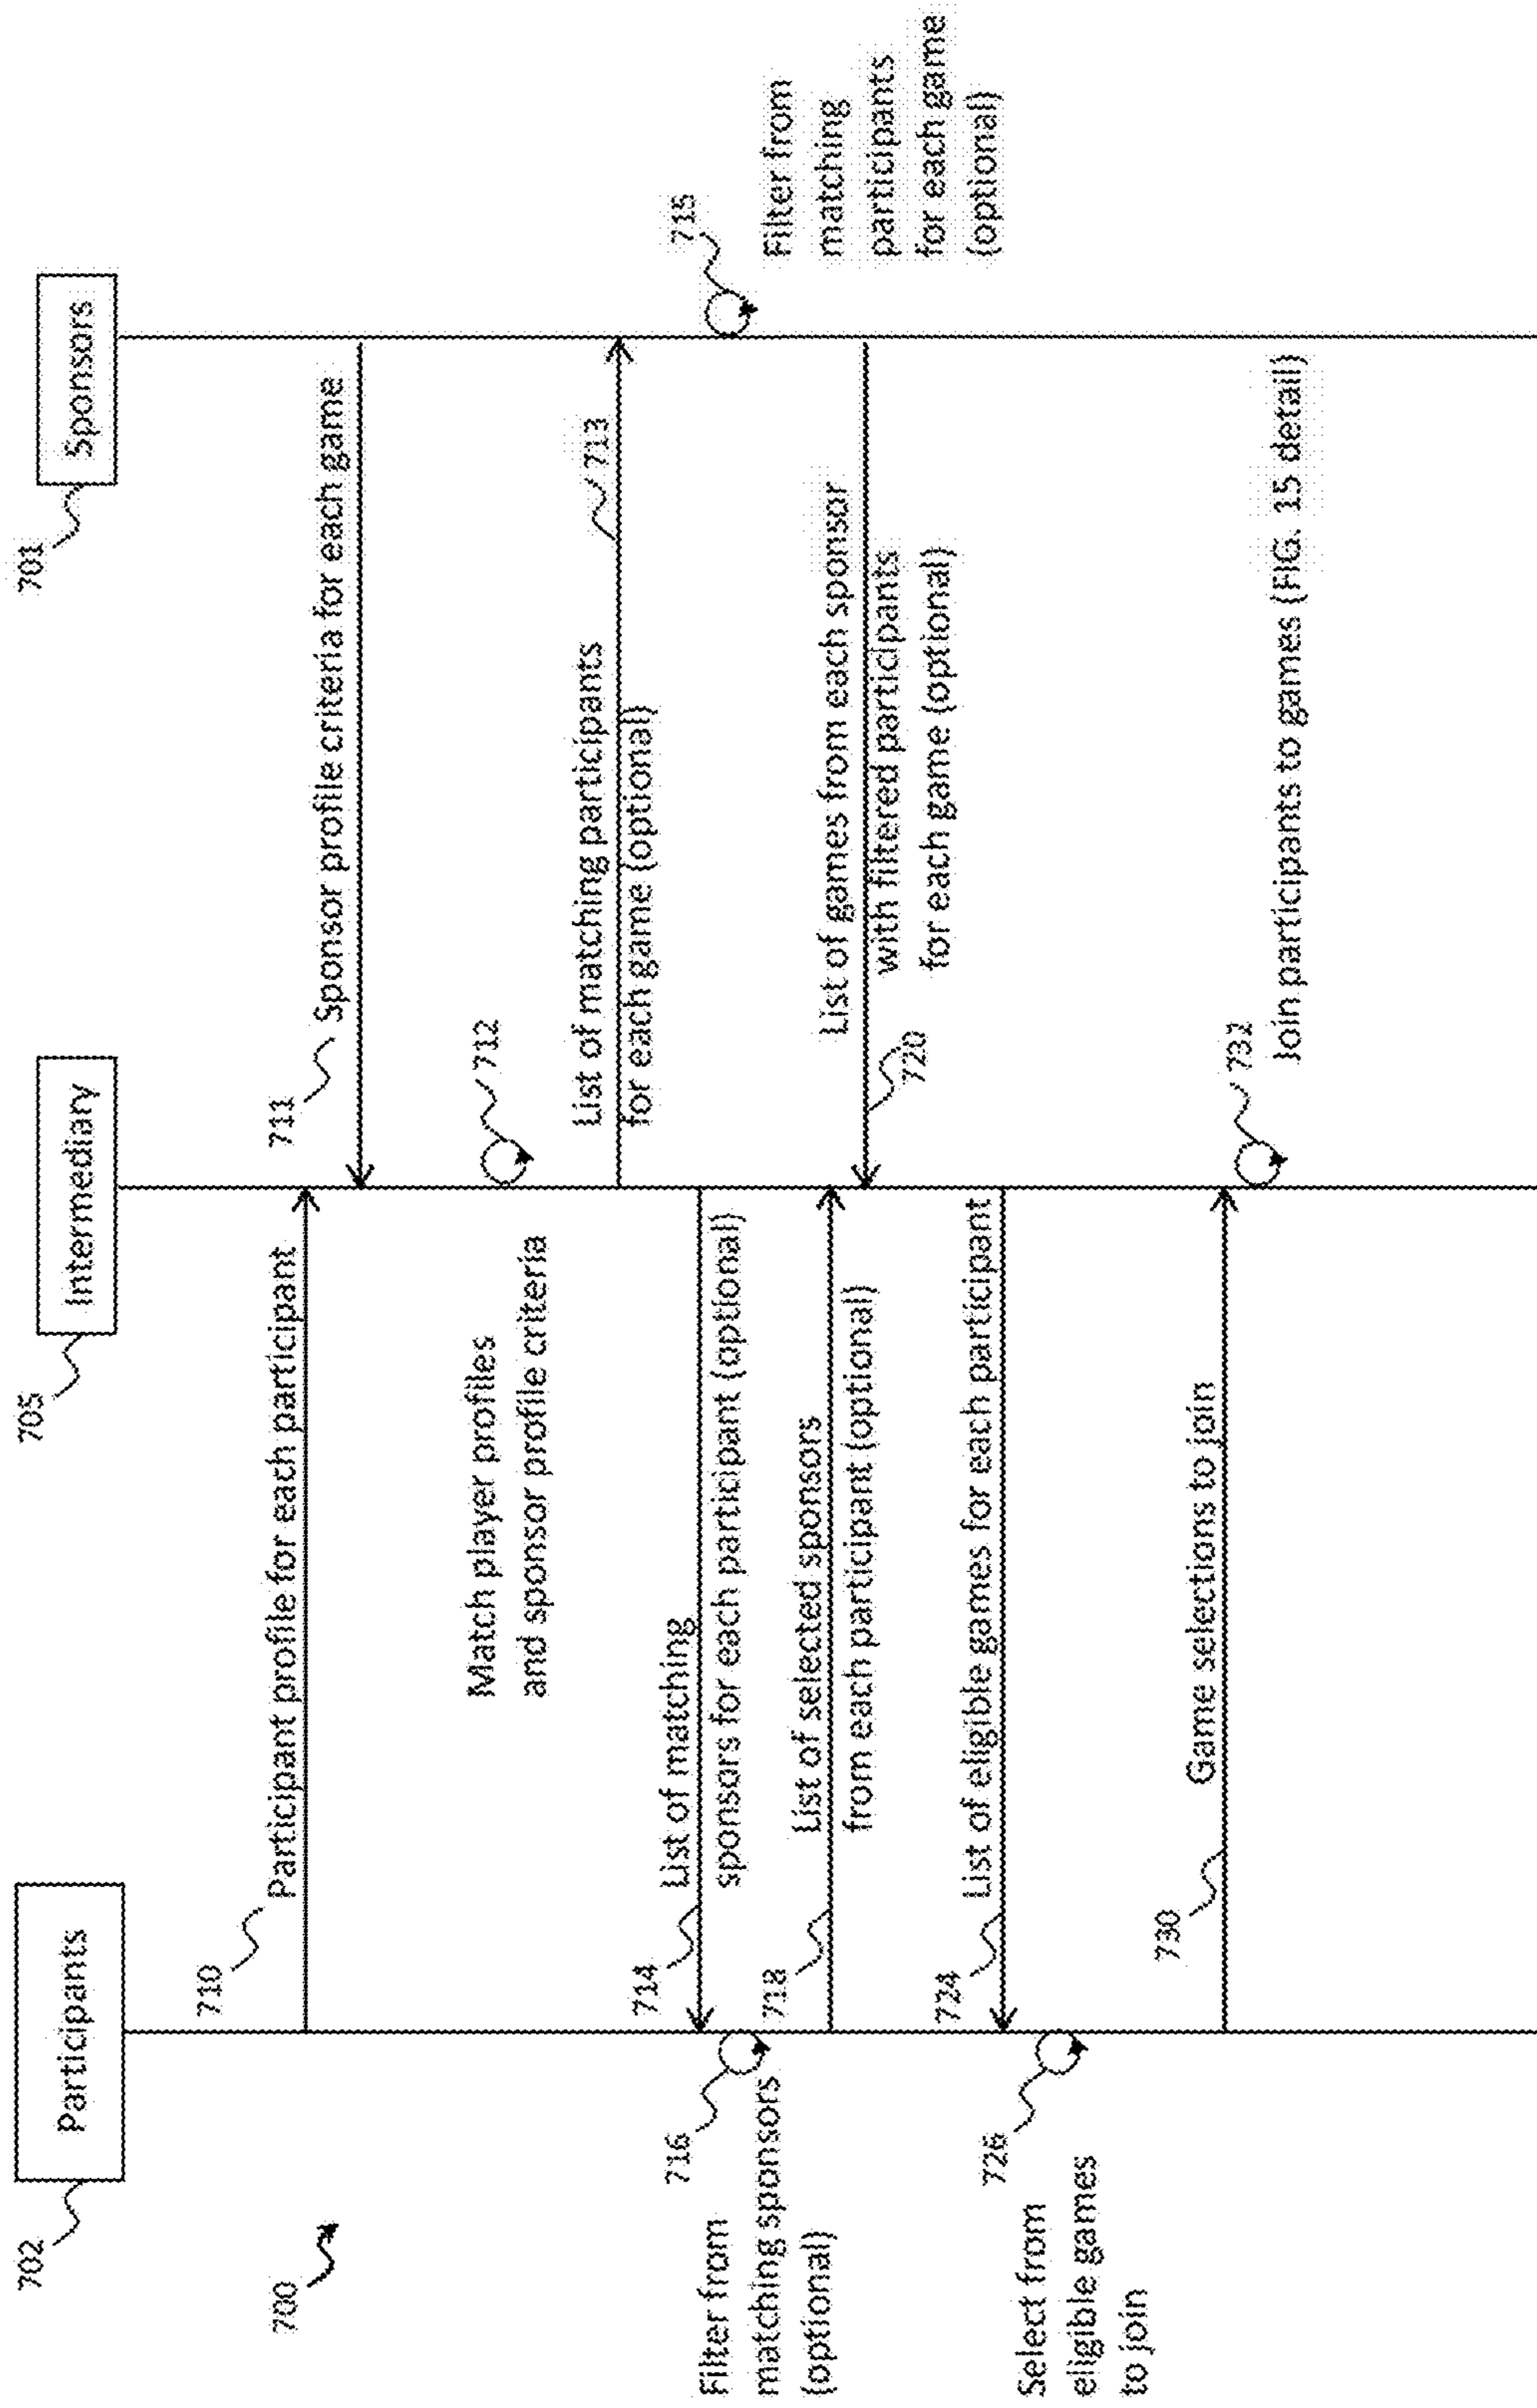 702
Participants
705
Intermediary
701
Sponsors
700
710
Participant profile for each participant
711
Sponsor profile criteria for each game
Match player profiles
and sponsor profile criteria
712
List of matching participants
for each game (optional)
713
714
List of matching
sponsors for each participant (optional)
715
Filter from
matching
participants
for each game
(optional)
716
Filter from
matching sponsors
(optional)
718
List of selected sponsors
from each participant (optional)
List of games from each sponsor
with filtered participants
for each game (optional)
720
724
List of eligible games for each participant
726
Select from
eligible games
to join
730
Game selections to join
732
Join participants to games (FIG. 15 detail)